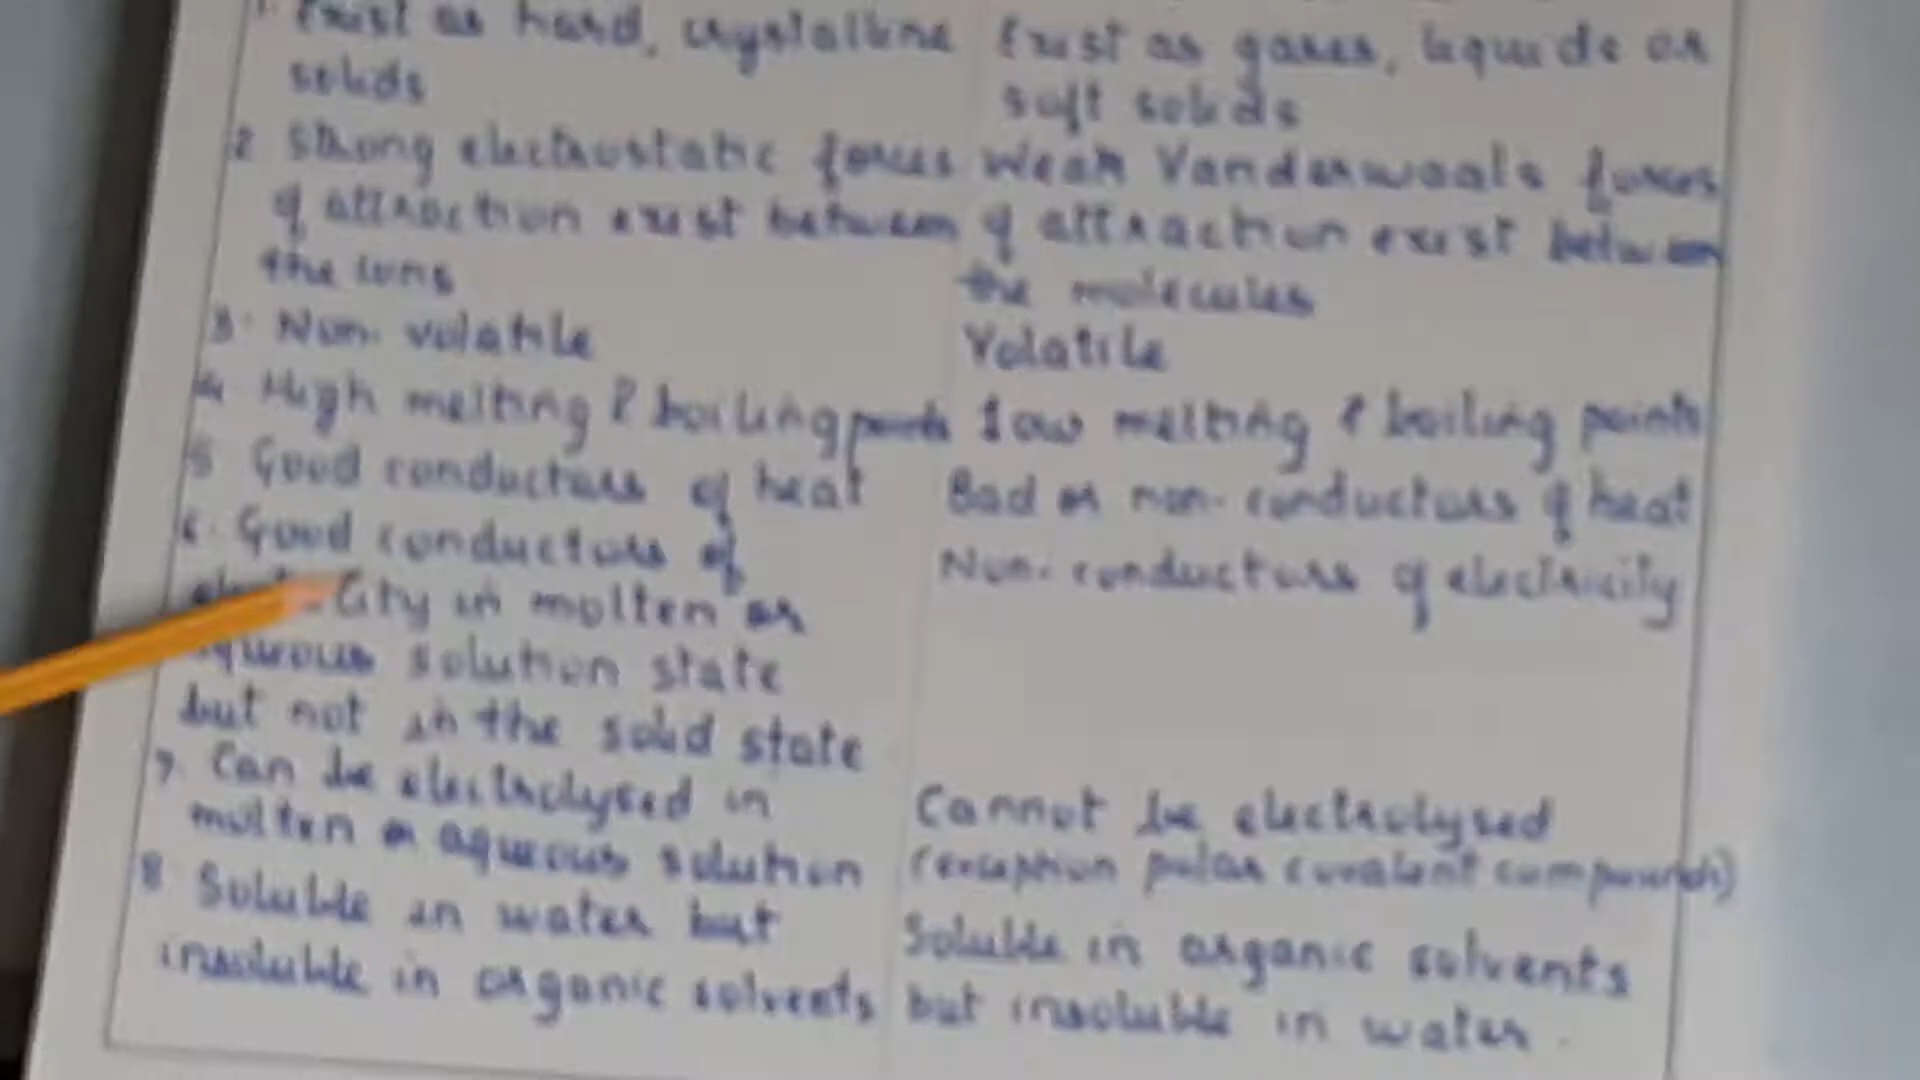 1. Exist as hard, crystalline
solids
Exist as gases, liquids or
soft solids
2 Strong electrostatic forces
of attraction exist between
the ions
Weak Vanderwaals forces
of attraction exist between
the molecules
3. Non-volatile
Volatile
4. High melting & boiling points
Low melting & boiling points
5 Good conductors of heat
Bad or non-conductors of heat
6. Good conductors of
electricity in molten or
aqueous solution state
but not in the solid state
Non-conductors of electricity
7. Can be electrolysed in
molten or aqueous solution
Cannot be electrolysed
(exception polar covalent compounds)
8 Soluble in water but
insoluble in organic solvents
Soluble in organic solvents
but insoluble in water.